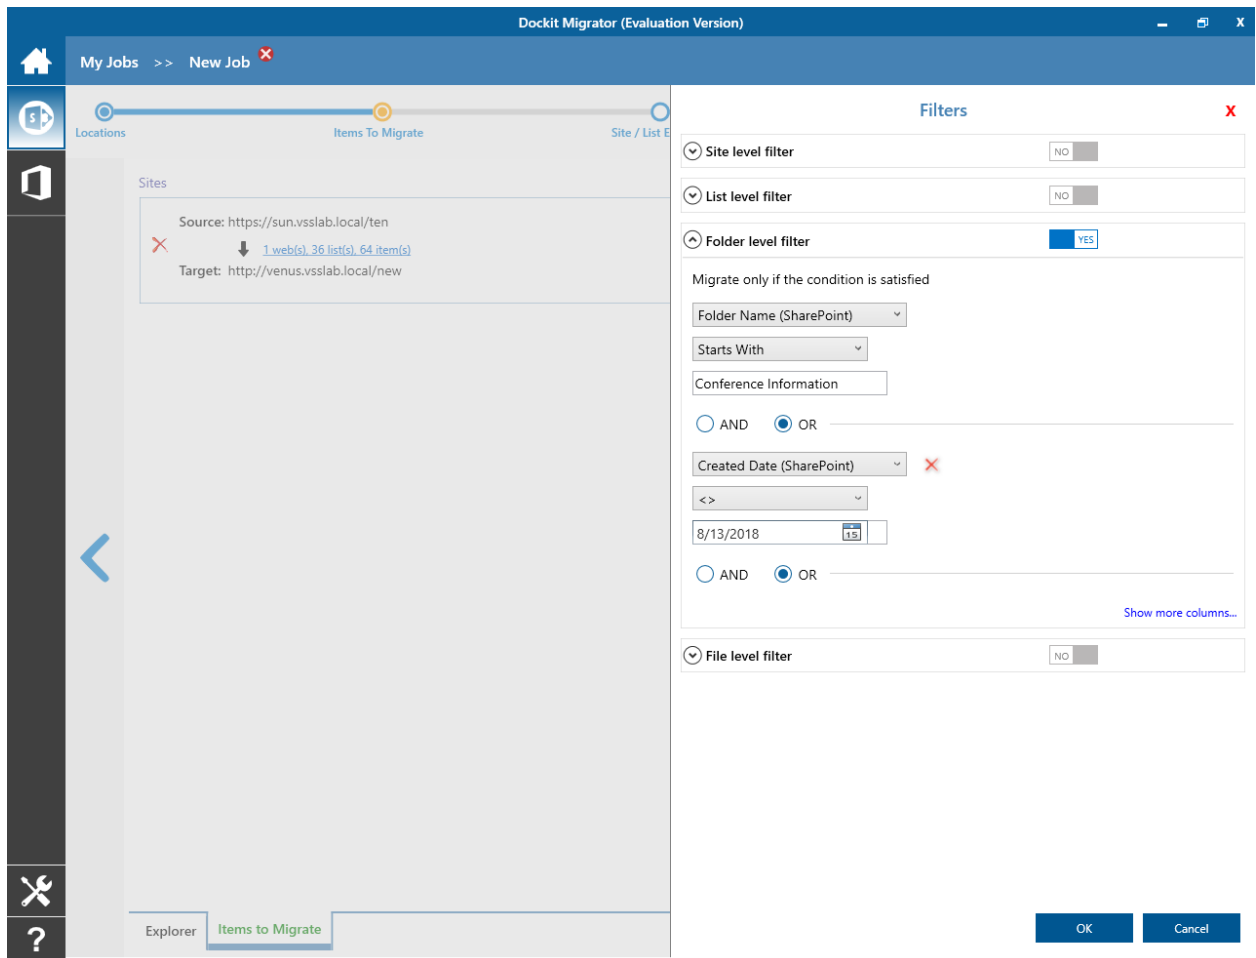 Dockit Migrator (Evaluation Version)
My Jobs >> New Job
Locations
Items To Migrate
Site / List E
Filters
X
Site level filter
NO
List level filter
NO
Folder level filter
YES
Migrate only if the condition is satisfied
Folder Name (SharePoint)
Starts With
Conference Information
AND OR
Created Date (SharePoint)
<>
8/13/2018
15
AND OR
Show more columns...
File level filter
NO
Sites
Source: https://sun.vsslab.local/ten
1 web(s), 36 list(s), 64 item(s)
Target: http://venus.vsslab.local/new
Explorer
Items to Migrate
OK
Cancel